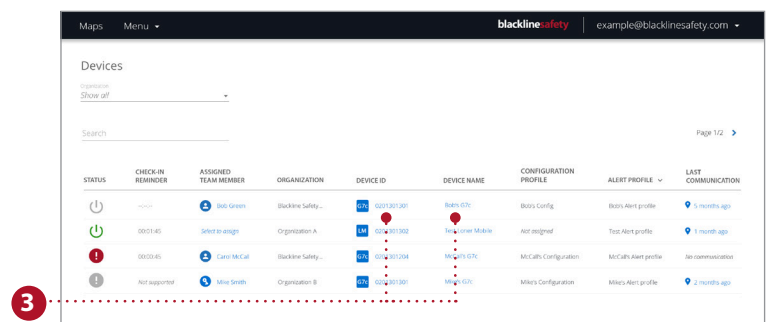 Maps Menu blacklinesafety example@blacklinesafety.com
Devices
Organization
Show all
Search
Page 1/2
STATUS CHECK-IN REMINDER ASSIGNED TEAM MEMBER ORGANIZATION DEVICE ID DEVICE NAME CONFIGURATION PROFILE ALERT PROFILE LAST COMMUNICATION
--:--:-- Bob Green Blackline Safety... G7c 0201301301 Bob's G7c Bob's Config Bob's Alert profile 5 months ago
00:01:45 Select to assign Organization A LM 0201301302 Test Loner Mobile Not assigned Test Alert profile 1 month ago
00:00:45 Carol McCall Blackline Safety... G7c 0201301204 McCall's G7c McCall's Configuration McCall's Alert profile No communication
Not supported Mike Smith Organization B G7c 0201301301 Mike's G7c Mike's Configuration Mike's Alert profile 2 months ago
3